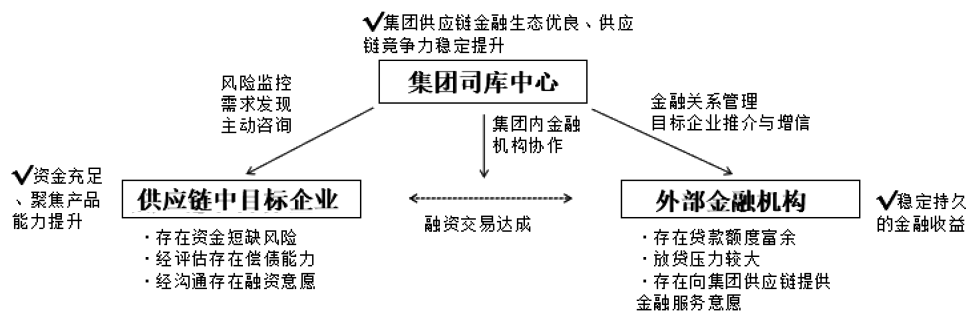 ✓集团供应链金融生态优良、供应
链竞争力稳定提升
集团司库中心
风险监控
需求发现
主动咨询
集团内金融
机构协作
金融关系管理
目标企业推介与增信
✓资金充足
、聚焦产品
能力提升
供应链中目标企业
融资交易达成
外部金融机构
✓稳定持久
的金融收益
·存在资金短缺风险
·经评估存在偿债能力
·经沟通存在融资意愿
·存在贷款额度富余
·放贷压力较大
·存在向集团供应链提供
金融服务意愿